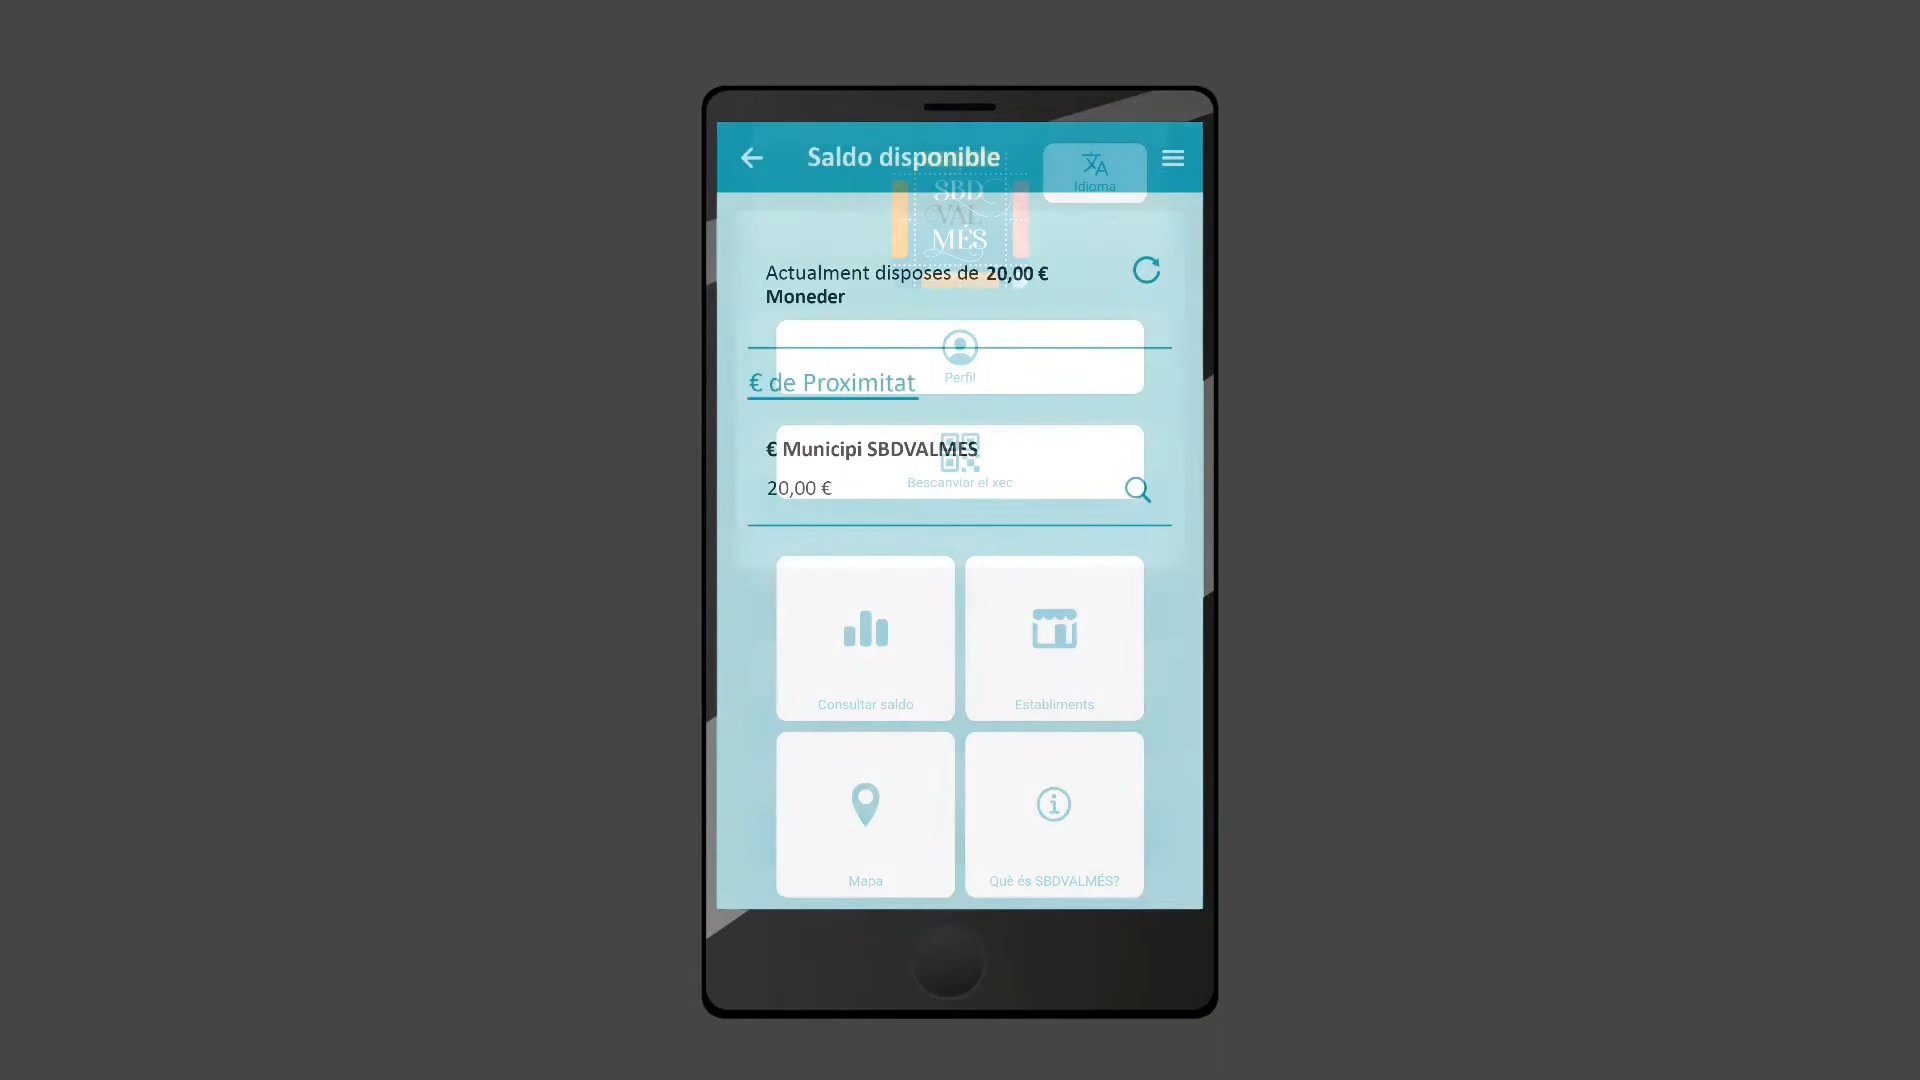 Saldo disponible
Idioma
SBD
VAL
MÉS
Actualment disposes de 20,00 €
Moneder
Perfil
€ de Proximitat
€ Municipi SBDVALMES
Bescanviar el xec
20,00 €
Consultar saldo
Establiments
Mapa
Què és SBDVALMÉS?